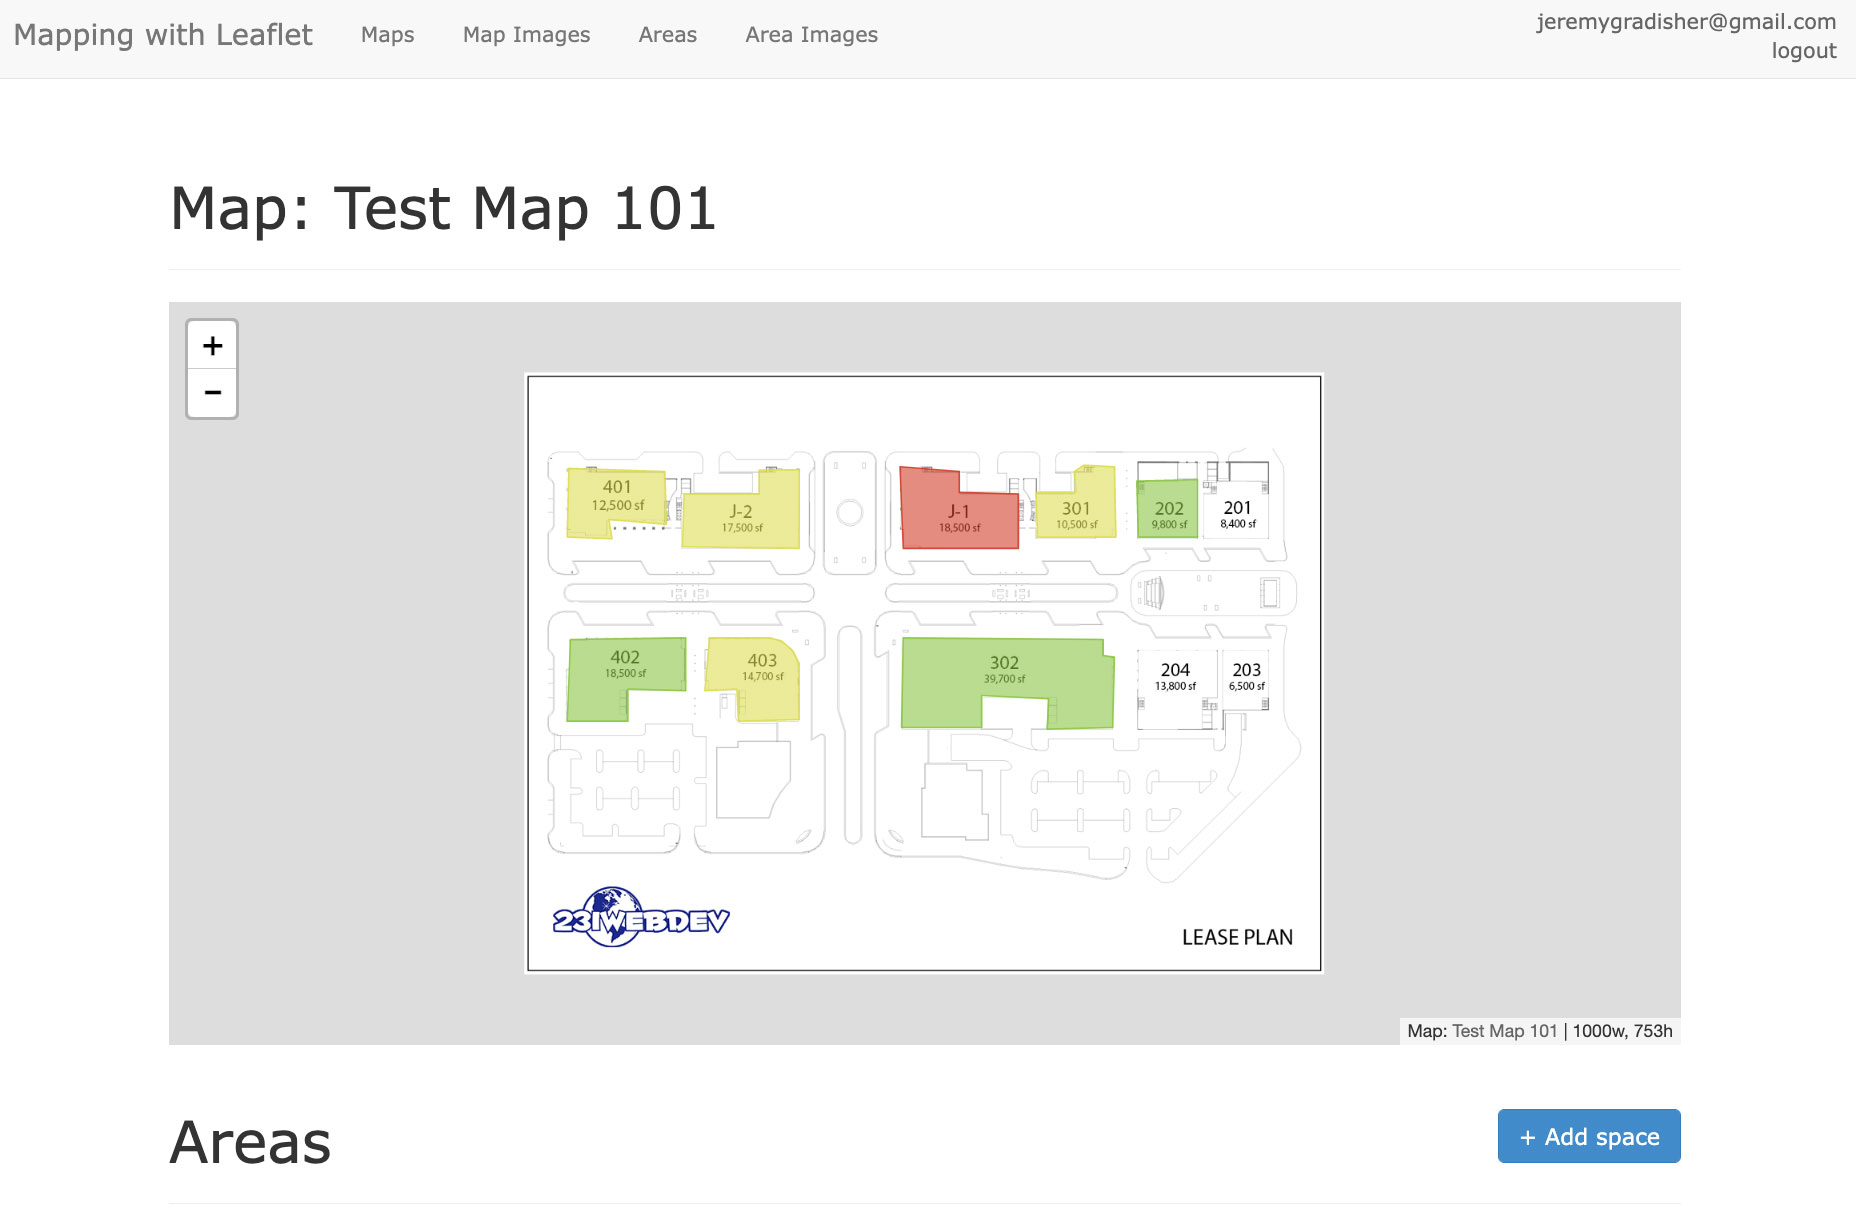 Mapping with Leaflet Maps Map Images Areas Area Images
jeremygradisher@gmail.com
logout
Map: Test Map 101
+
−
401
12,500 sf
J-2
17,500 sf
J-1
18,500 sf
301
10,500 sf
202
9,800 sf
201
8,400 sf
402
18,500 sf
403
14,700 sf
302
39,700 sf
204
13,800 sf
203
6,500 sf
231WEBDEV
LEASE PLAN
Map: Test Map 101 | 1000w, 753h
Areas
+ Add space